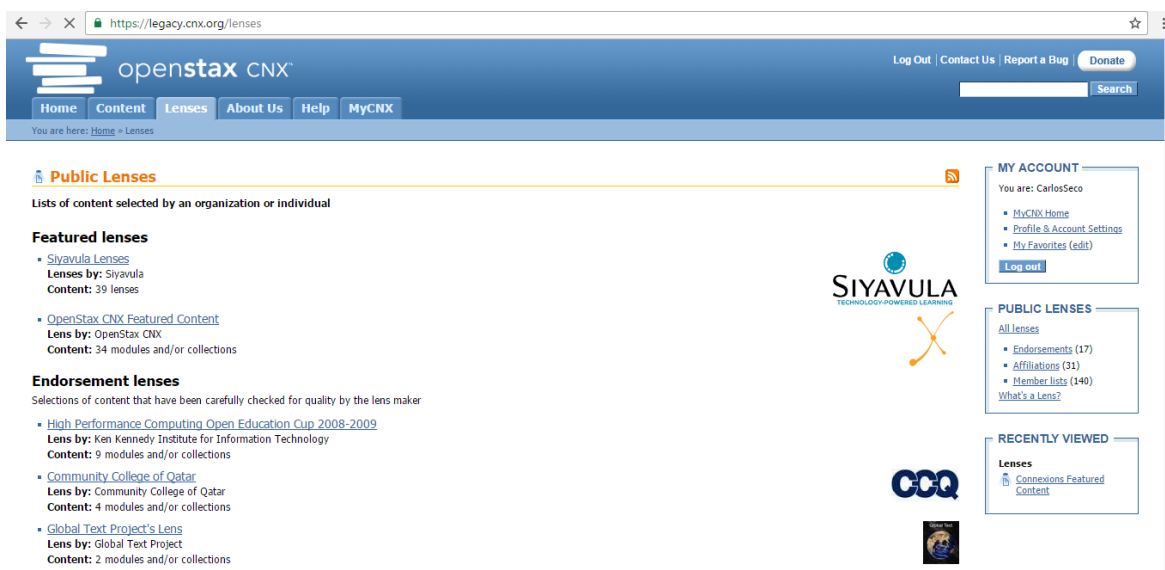 https://legacy.cnx.org/lenses
openstax CNX™
Log Out | Contact Us | Report a Bug | Donate
Search
Home Content Lenses About Us Help MyCNX
You are here: Home » Lenses
Public Lenses
Lists of content selected by an organization or individual
Featured lenses
Siyavula Lenses
Lenses by: Siyavula
Content: 39 lenses
SIYAVULA
TECHNOLOGY-POWERED LEARNING
OpenStax CNX Featured Content
Lens by: OpenStax CNX
Content: 34 modules and/or collections
Endorsement lenses
Selections of content that have been carefully checked for quality by the lens maker
High Performance Computing Open Education Cup 2008-2009
Lens by: Ken Kennedy Institute for Information Technology
Content: 9 modules and/or collections
Community College of Qatar
Lens by: Community College of Qatar
Content: 4 modules and/or collections
CCQ
Global Text Project's Lens
Lens by: Global Text Project
Content: 2 modules and/or collections
Global Text
MY ACCOUNT
You are: CarlosSeco
MyCNX Home
Profile & Account Settings
My Favorites (edit)
Log out
PUBLIC LENSES
All lenses
Endorsements (17)
Affiliations (31)
Member lists (140)
What's a Lens?
RECENTLY VIEWED
Lenses
Connexions Featured
Content